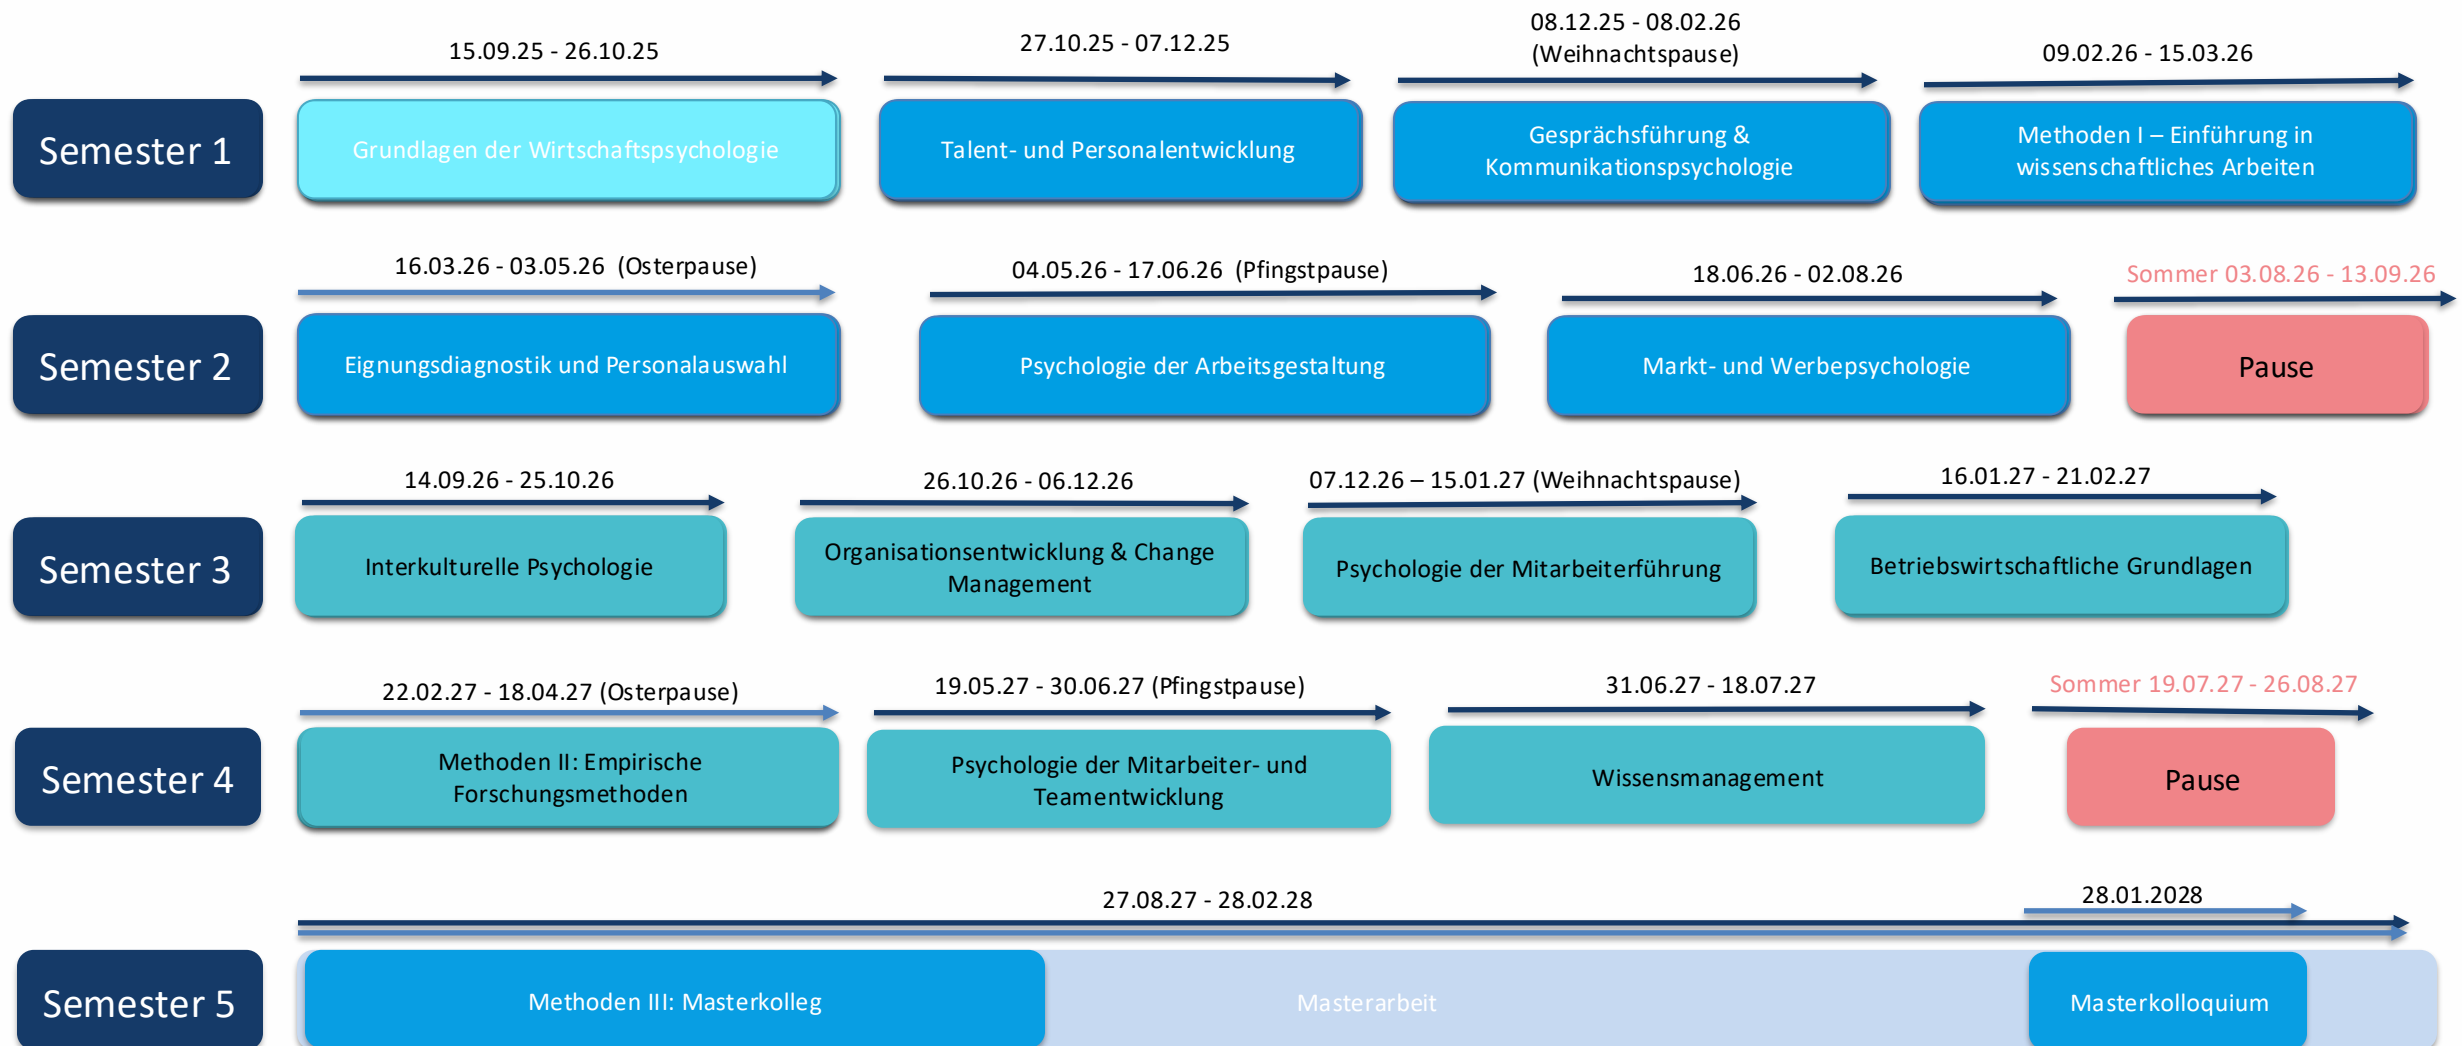 15.09.25 - 26.10.25
27.10.25 - 07.12.25
08.12.25 - 08.02.26
(Weihnachtspause)
09.02.26 - 15.03.26
Semester 1
Grundlagen der Wirtschaftspsychologie
Talent- und Personalentwicklung
Gesprächsführung &
Kommunikationspsychologie
Methoden I – Einführung in
wissenschaftliches Arbeiten
16.03.26 - 03.05.26 (Osterpause)
04.05.26 - 17.06.26 (Pfingstpause)
18.06.26 - 02.08.26
Sommer 03.08.26 - 13.09.26
Semester 2
Eignungsdiagnostik und Personalauswahl
Psychologie der Arbeitsgestaltung
Markt- und Werbepsychologie
Pause
14.09.26 - 25.10.26
26.10.26 - 06.12.26
07.12.26 – 15.01.27 (Weihnachtspause)
16.01.27 - 21.02.27
Semester 3
Interkulturelle Psychologie
Organisationsentwicklung & Change
Management
Psychologie der Mitarbeiterführung
Betriebswirtschaftliche Grundlagen
22.02.27 - 18.04.27 (Osterpause)
19.05.27 - 30.06.27 (Pfingstpause)
31.06.27 - 18.07.27
Sommer 19.07.27 - 26.08.27
Semester 4
Methoden II: Empirische
Forschungsmethoden
Psychologie der Mitarbeiter- und
Teamentwicklung
Wissensmanagement
Pause
27.08.27 - 28.02.28
28.01.2028
Semester 5
Methoden III: Masterkolleg
Masterarbeit
Masterkolloquium